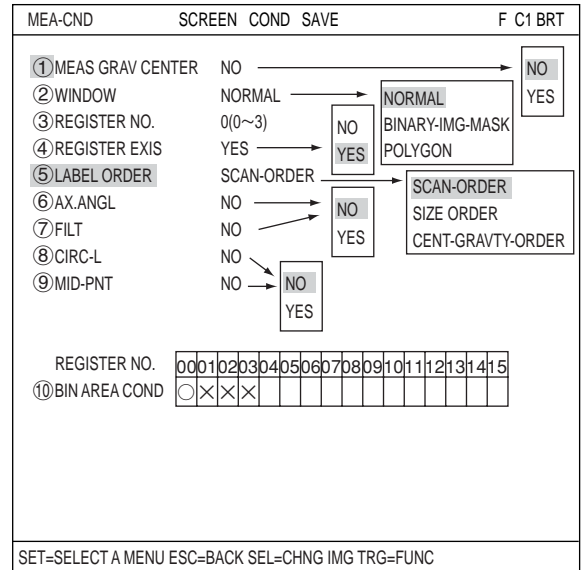 MEA-CND SCREEN COND SAVE F C1 BRT
①MEAS GRAV CENTER NO NO
YES
②WINDOW NORMAL NORMAL
BINARY-IMG-MASK
POLYGON
③REGISTER NO. 0(0~3)
④REGISTER EXIS YES NO
YES
⑤LABEL ORDER SCAN-ORDER SCAN-ORDER
SIZE ORDER
CENT-GRAVTY-ORDER
⑥AX.ANGL NO NO
YES
⑦FILT NO
⑧CIRC-L NO
⑨MID-PNT NO NO
YES
REGISTER NO. 00 01 02 03 04 05 06 07 08 09 10 11 12 13 14 15
⑩BIN AREA COND ○ × × ×
SET=SELECT A MENU ESC=BACK SEL=CHNG IMG TRG=FUNC